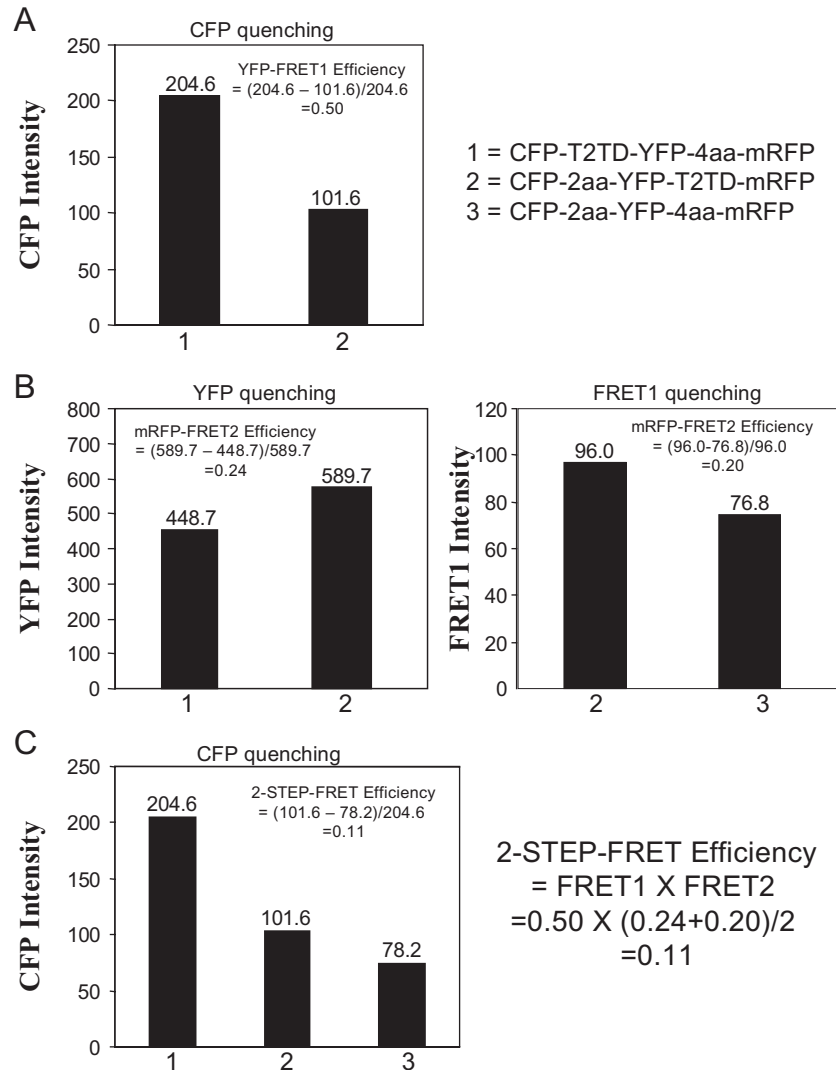 A
CFP quenching
CFP Intensity
250
200
150
100
50
0
204.6
101.6
YFP-FRET1 Efficiency
= (204.6 – 101.6)/204.6
=0.50
1
2
1 = CFP-T2TD-YFP-4aa-mRFP
2 = CFP-2aa-YFP-T2TD-mRFP
3 = CFP-2aa-YFP-4aa-mRFP
B
YFP quenching
YFP Intensity
800
700
600
500
400
300
200
100
0
mRFP-FRET2 Efficiency
= (589.7 – 448.7)/589.7
=0.24
448.7
589.7
1
2
FRET1 quenching
FRET1 Intensity
120
100
80
60
40
20
0
mRFP-FRET2 Efficiency
= (96.0-76.8)/96.0
=0.20
96.0
76.8
2
3
C
CFP quenching
CFP Intensity
250
200
150
100
50
0
204.6
101.6
78.2
2-STEP-FRET Efficiency
= (101.6 – 78.2)/204.6
=0.11
1
2
3
2-STEP-FRET Efficiency
= FRET1 X FRET2
=0.50 X (0.24+0.20)/2
=0.11